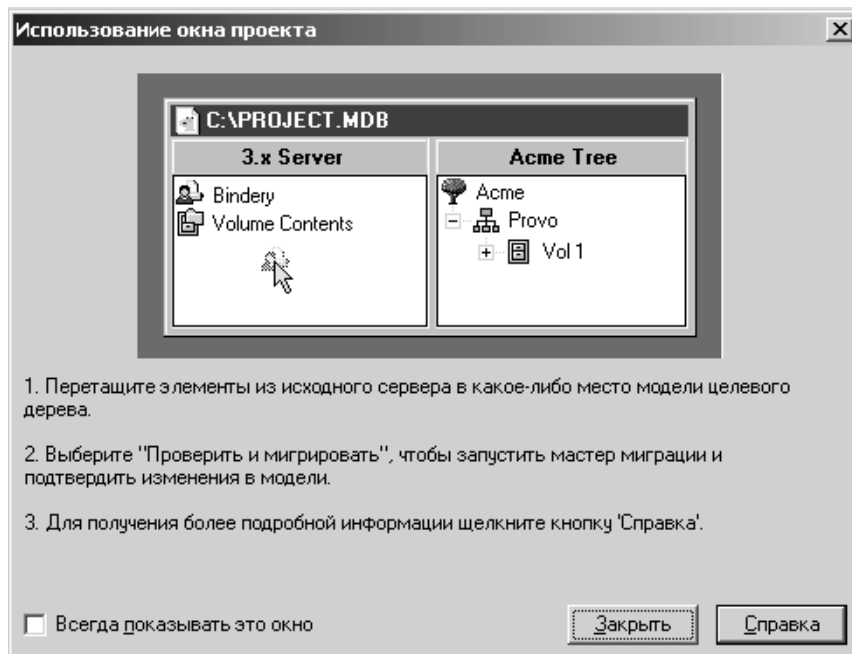 Использование окна проекта
C:\PROJECT.MDB
3.x Server
Acme Tree
Bindery
Volume Contents
Acme
Provo
Vol 1
1. Перетащите элементы из исходного сервера в какое-либо место модели целевого
дерева.
2. Выберите "Проверить и мигрировать", чтобы запустить мастер миграции и
подтвердить изменения в модели.
3. Для получения более подробной информации щелкните кнопку 'Справка'.
Всегда показывать это окно
Закрыть
Справка